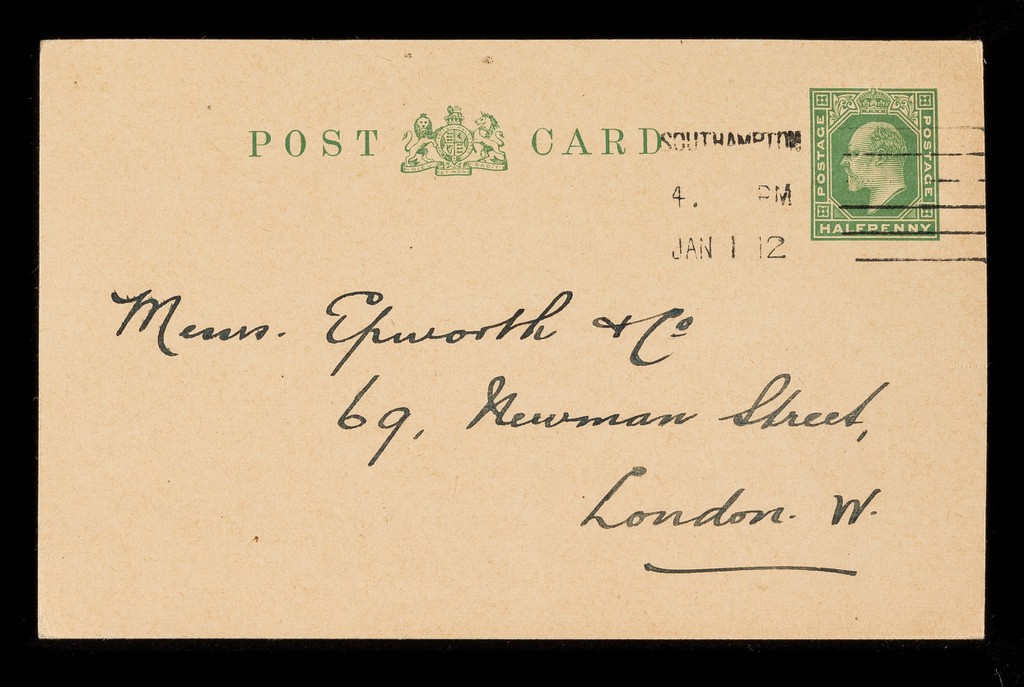 POST CARD
SOUTHAMPTON
4. PM
JAN 1 12
POSTAGE POSTAGE
HALFPENNY
Messrs. Epworth & Co
69, Newman Street,
London. W.